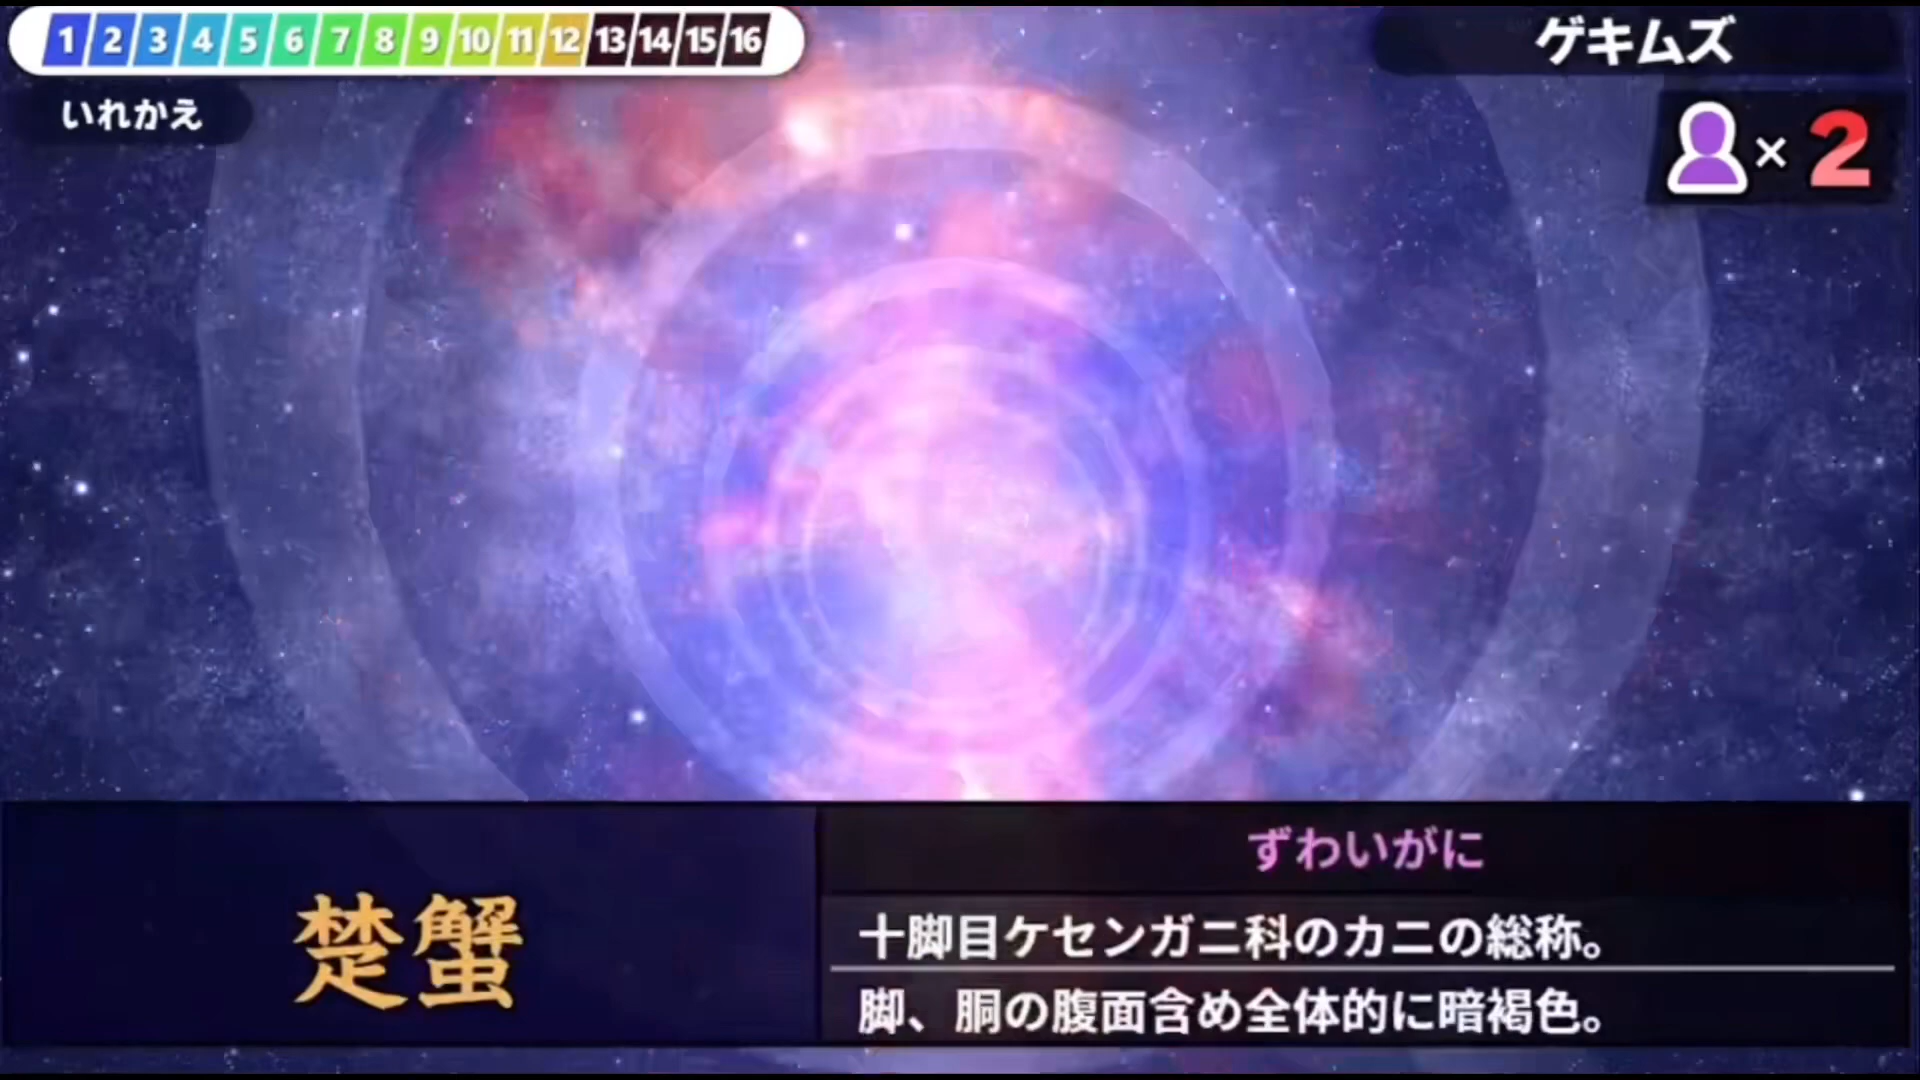 1 2 3 4 5 6 7 8 9 10 11 12 13 14 15 16
ゲキムズ
いれかえ
× 2
ずわいがに
楚蟹
十脚目ケセンガニ科のカニの総称。
脚、胴の腹面含め全体的に暗褐色。